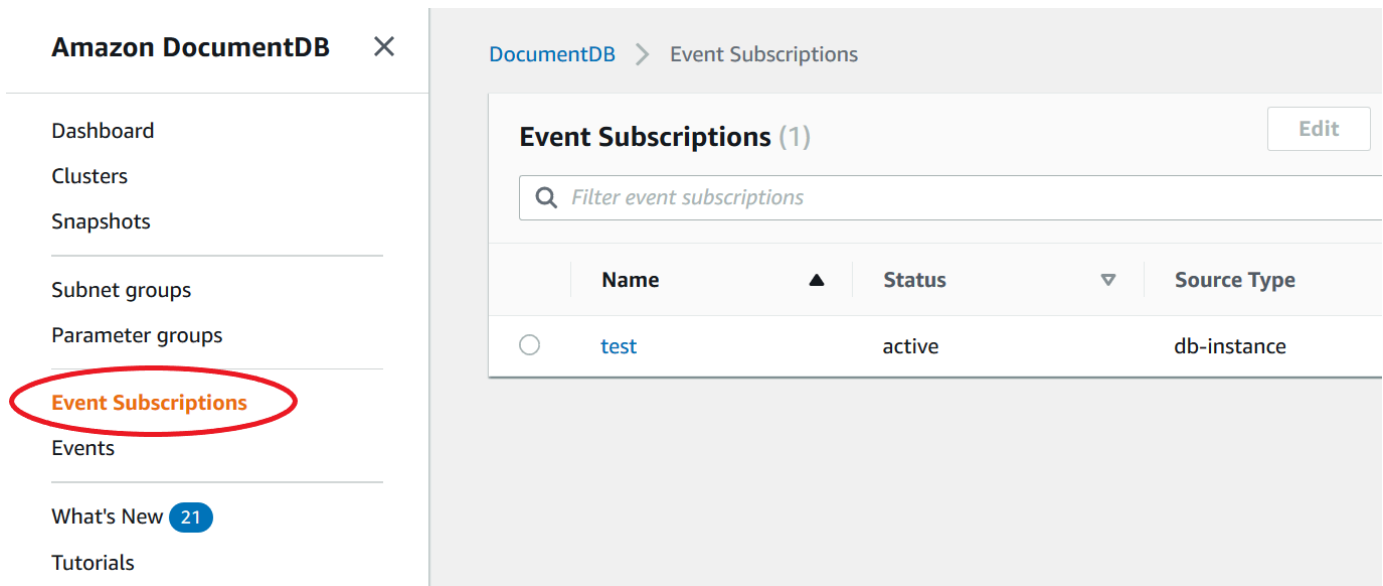 Amazon DocumentDB
Dashboard
Clusters
Snapshots
Subnet groups
Parameter groups
Event Subscriptions
Events
What's New 21
Tutorials
DocumentDB > Event Subscriptions
Event Subscriptions (1)
Edit
Filter event subscriptions
Name Status Source Type
test active db-instance